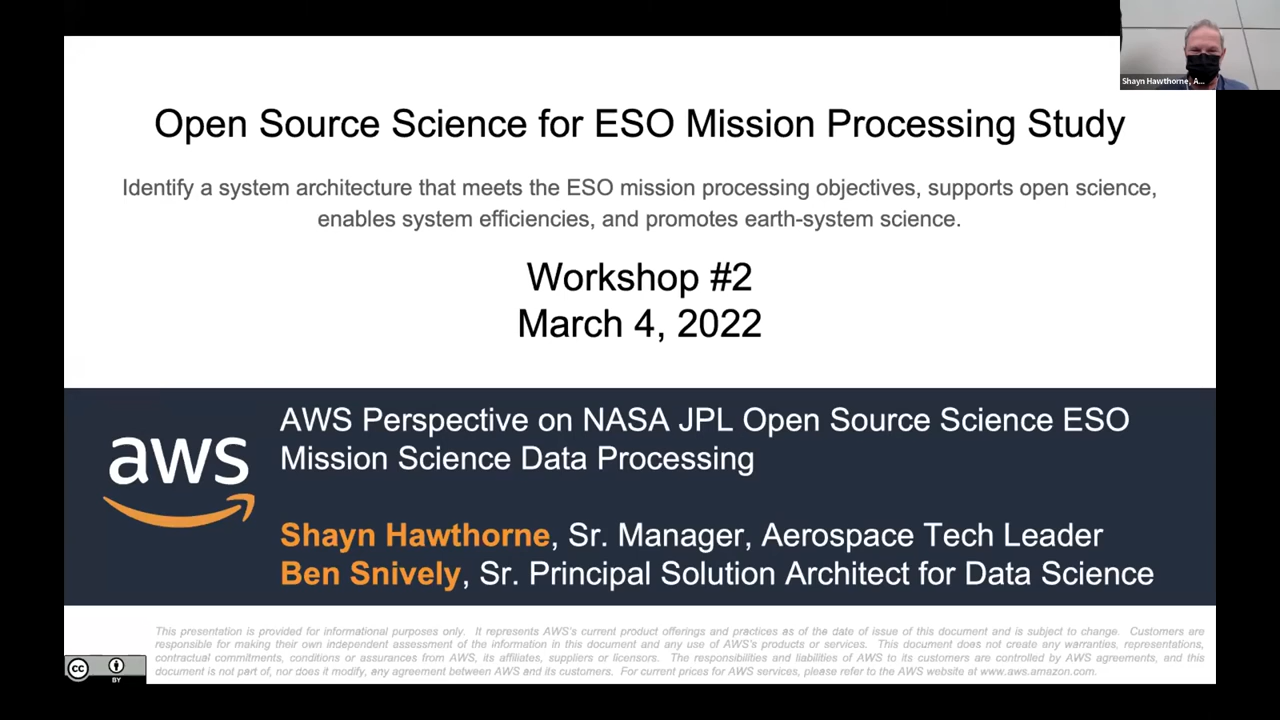 Shayn Hawthorne, A...
Open Source Science for ESO Mission Processing Study
Identify a system architecture that meets the ESO mission processing objectives, supports open science,
enables system efficiencies, and promotes earth-system science.
Workshop #2
March 4, 2022
aws
AWS Perspective on NASA JPL Open Source Science ESO
Mission Science Data Processing
Shayn Hawthorne, Sr. Manager, Aerospace Tech Leader
Ben Snively, Sr. Principal Solution Architect for Data Science
This presentation is provided for informational purposes only. It represents AWS's current product offerings and practices as of the date of issue of this document and is subject to change. Customers are
responsible for making their own independent assessment of the information in this document and any use of AWS's products or services. This document does not create any warranties, representations,
contractual commitments, conditions or assurances from AWS, its affiliates, suppliers or licensors. The responsibilities and liabilities of AWS to its customers are controlled by AWS agreements, and this
document is not part of, nor does it modify, any agreement between AWS and its customers. For current prices for AWS services, please refer to the AWS website at www.aws.amazon.com.
cc
BY